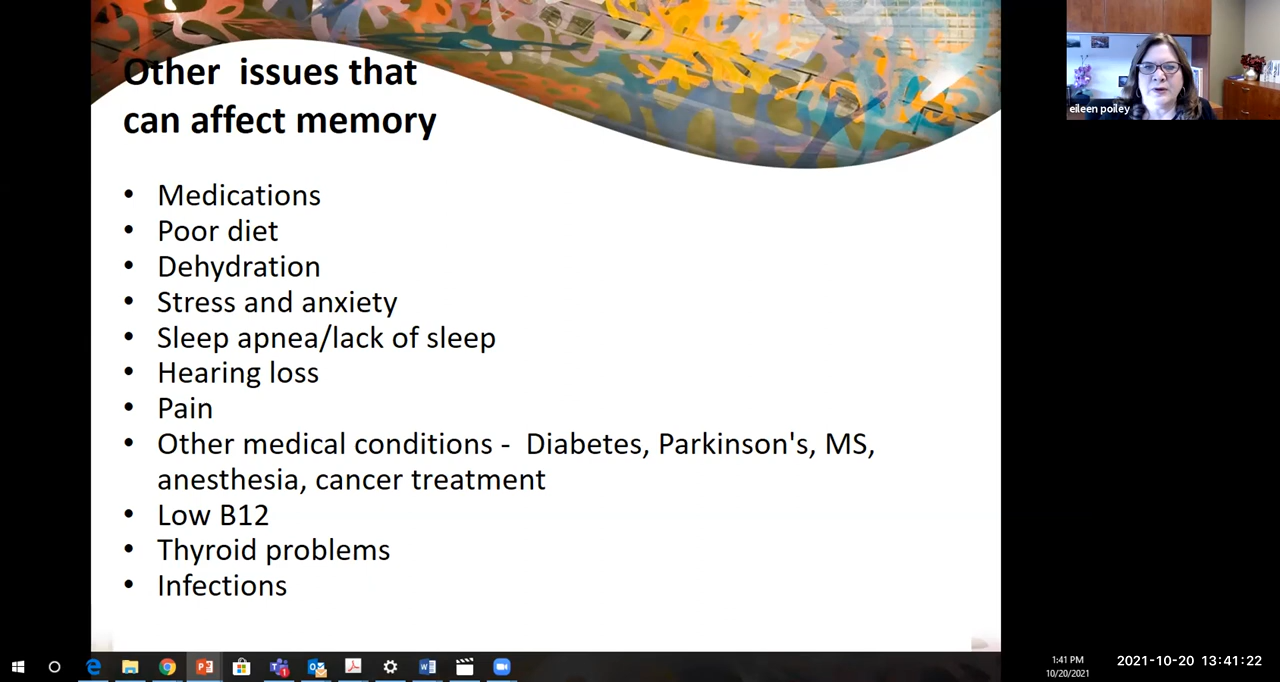 Other  issues that
can affect memory
eileen poiley
• Medications
• Poor diet
• Dehydration
• Stress and anxiety
• Sleep apnea/lack of sleep
• Hearing loss
• Pain
• Other medical conditions -  Diabetes, Parkinson's, MS,
anesthesia, cancer treatment
• Low B12
• Thyroid problems
• Infections
1:41 PM
10/20/2021
2021-10-20 13:41:22